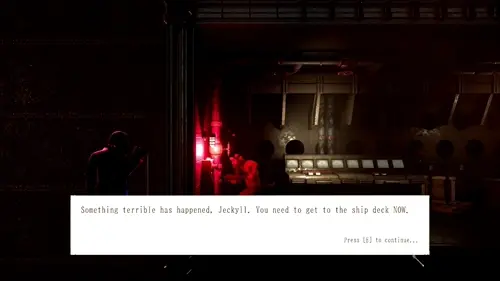 Something terrible has happened, Jeckyll. You need to get to the ship deck NOW.
Press [E] to continue...